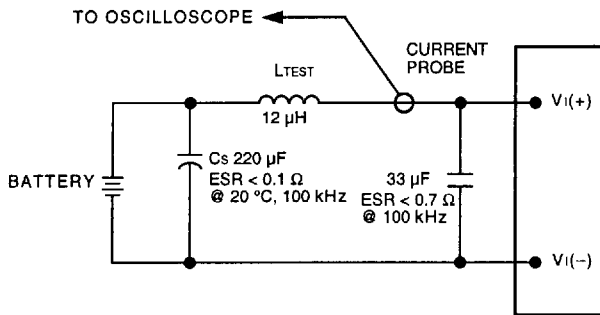 TO OSCILLOSCOPE
CURRENT
PROBE
LTEST
12 µH
VI(+)
CS 220 µF
ESR < 0.1 Ω
@ 20 °C, 100 kHz
BATTERY
33 µF
ESR < 0.7 Ω
@ 100 kHz
VI(–)